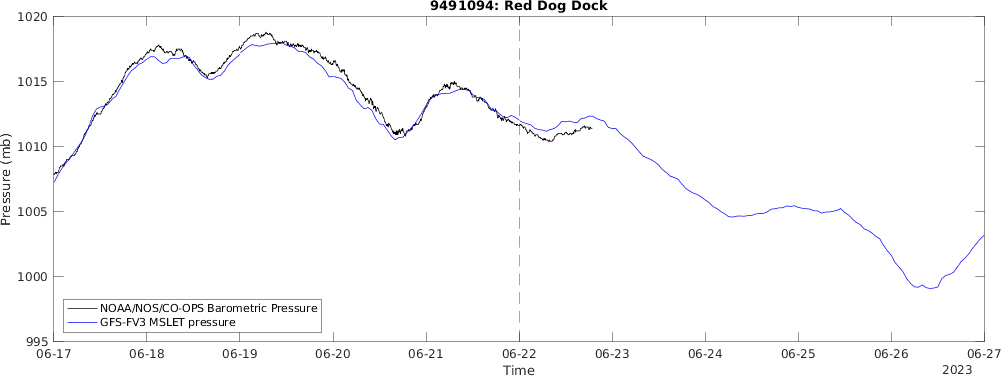 9491094: Red Dog Dock
Pressure (mb)
1020
1015
1010
1005
1000
995
NOAA/NOS/CO-OPS Barometric Pressure
GFS-FV3 MSLET pressure
06-17 06-18 06-19 06-20 06-21 06-22 06-23 06-24 06-25 06-26 06-27
Time
2023